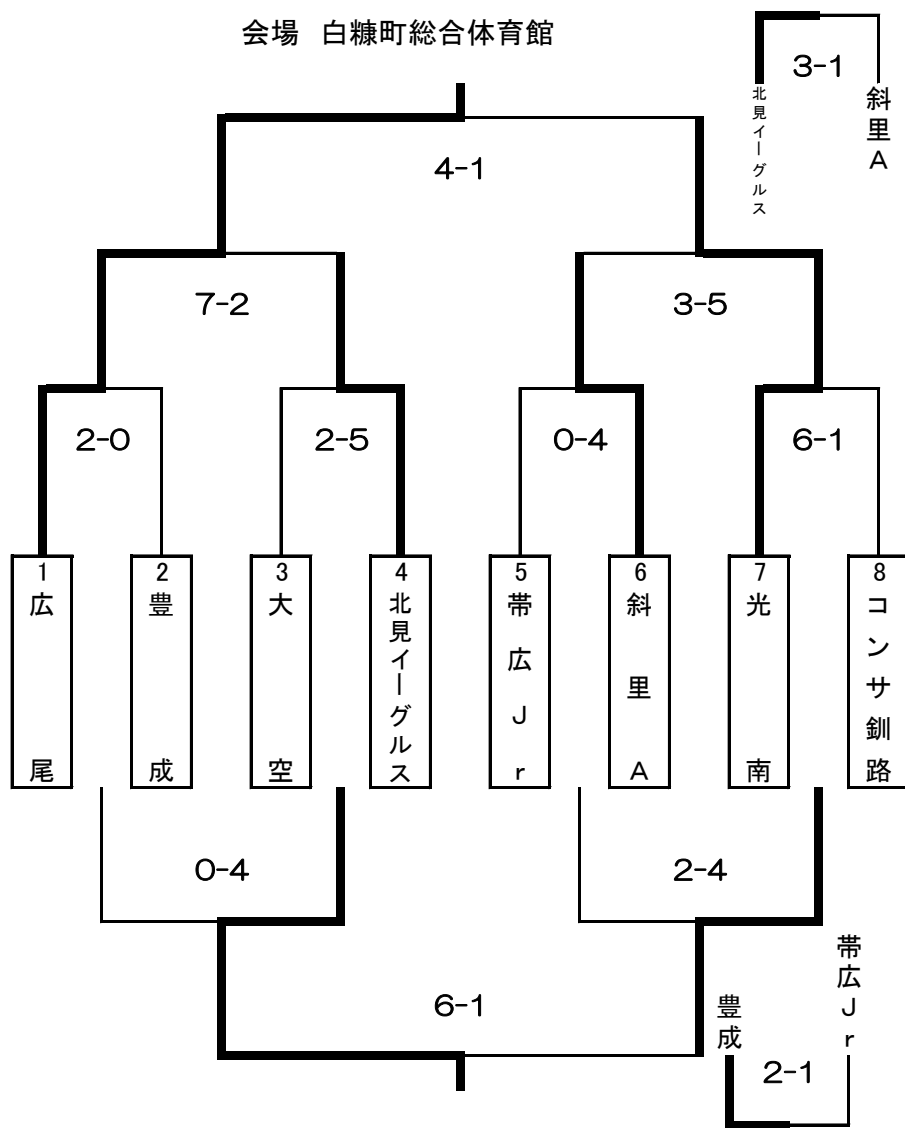 会場 白糠町総合体育館
3-1
北見イーグルス
斜里A
4-1
7-2
3-5
2-0
2-5
0-4
6-1
1 広尾
2 豊成
3 大空
4 北見イーグルス
5 帯広Jr
6 斜里A
7 光南
8 コンサ釧路
0-4
2-4
6-1
豊成
帯広Jr
2-1